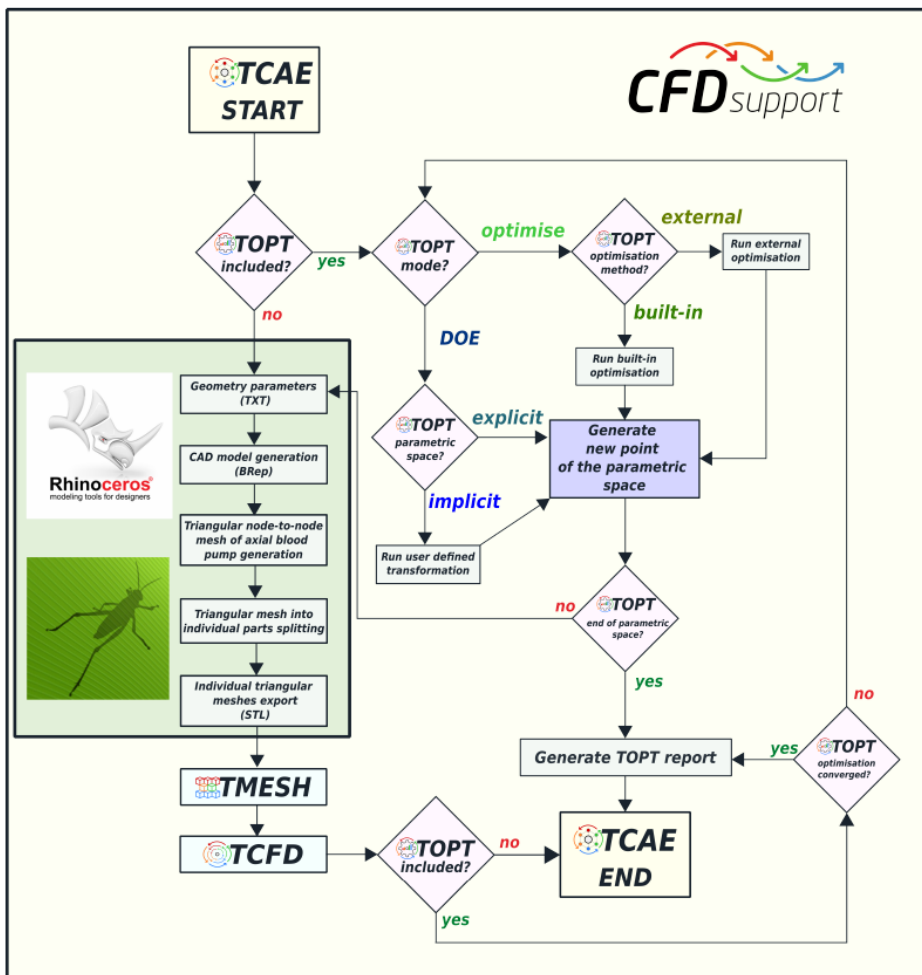 TCAE
START
CFD support
TOPT
included?
yes
no
TOPT
mode?
optimise
TOPT
optimisation
method?
external
Run external
optimisation
built-in
Run built-in
optimisation
DOE
TOPT
parametric
space?
explicit
implicit
Run user defined
transformation
Generate
new point
of the parametric
space
Rhinoceros®
modeling tools for designers
Geometry parameters
(TXT)
CAD model generation
(BRep)
Triangular node-to-node
mesh of axial blood
pump generation
Triangular mesh into
individual parts splitting
Individual triangular
meshes export
(STL)
no
TOPT
end of parametric
space?
yes
Generate TOPT report
yes
TOPT
optimisation
converged?
no
TMESH
TCFD
TOPT
included?
no
yes
TCAE
END